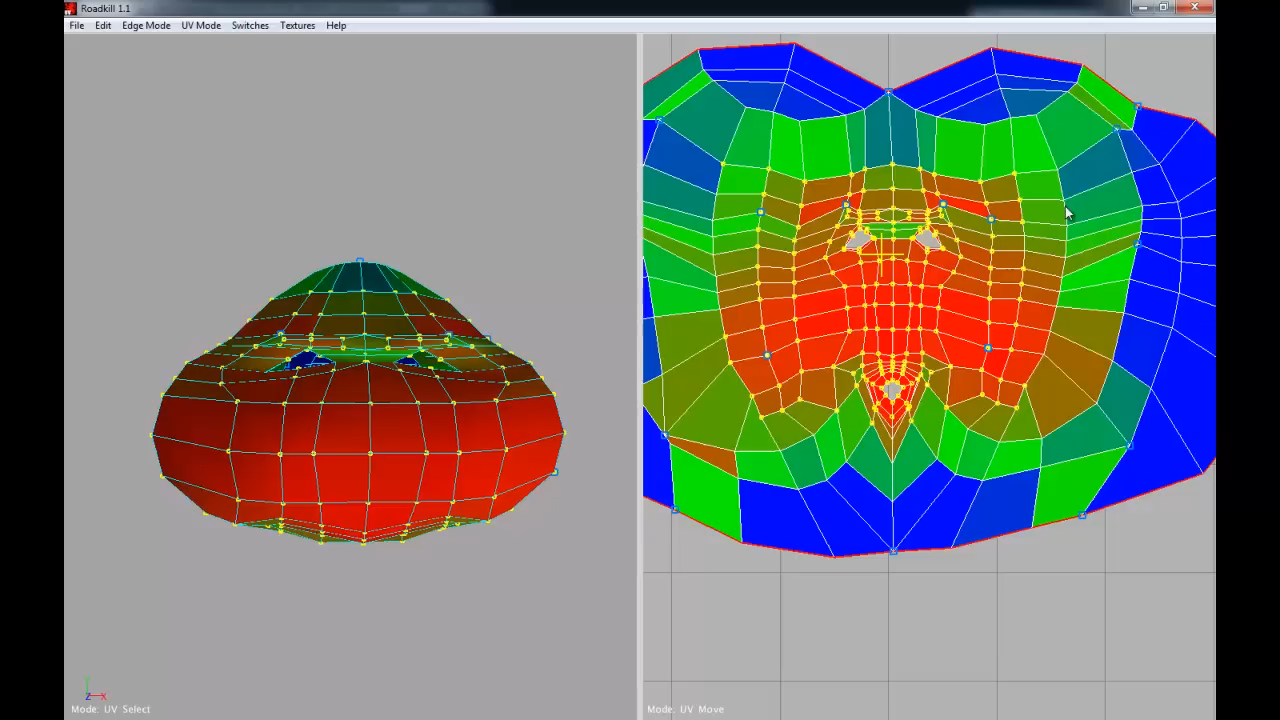 Roadkill 1.1
File Edit Edge Mode UV Mode Switches Textures Help
Z X
Mode: UV Select
Mode: UV Move